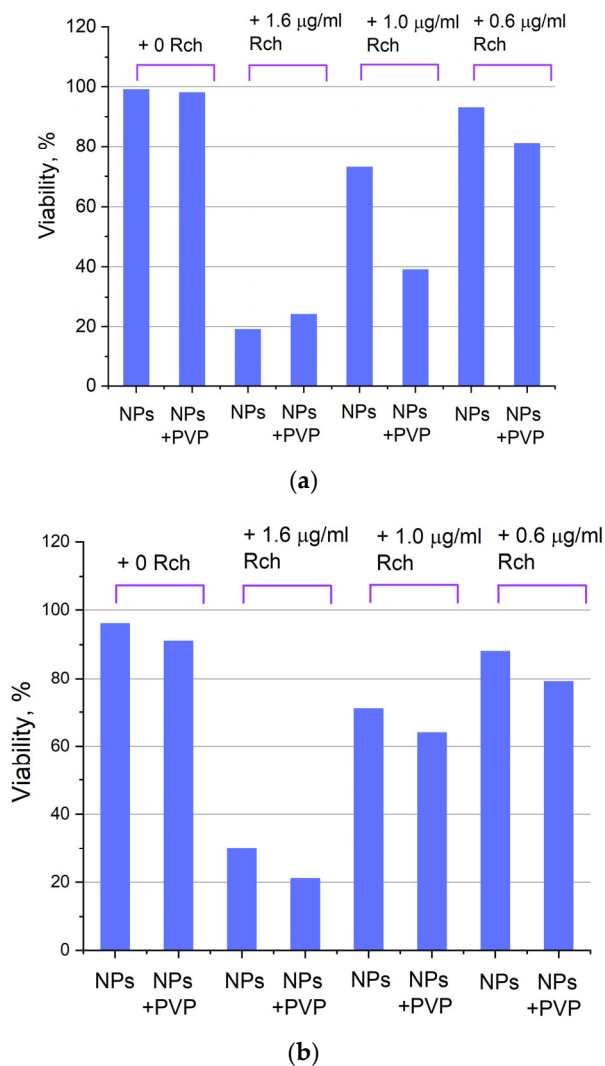 120
+ 1.6 μg/ml
+ 1.0 μg/ml
+ 0.6 μg/ml
+ 0 Rch
Rch
Rch
Rch
100
80
60
40
20
0
Viability, %
NPs
NPs
+PVP
NPs
NPs
+PVP
NPs
NPs
+PVP
NPs
NPs
+PVP
(a)
120
+ 1.6 μg/ml
+ 1.0 μg/ml
+ 0.6 μg/ml
+ 0 Rch
Rch
Rch
Rch
100
80
60
40
20
0
Viability, %
NPs
NPs
+PVP
NPs
NPs
+PVP
NPs
NPs
+PVP
NPs
NPs
+PVP
(b)